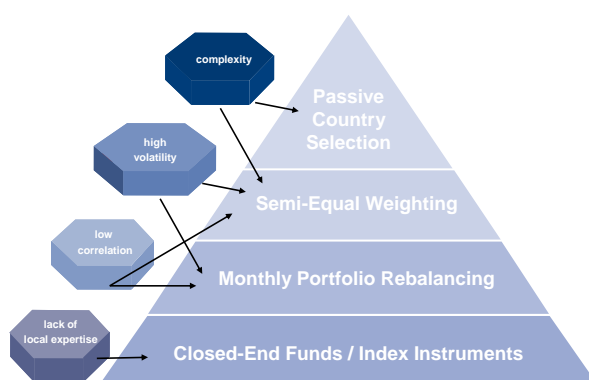 complexity
Passive
Country
Selection
high
volatility
Semi-Equal Weighting
low
correlation
Monthly Portfolio Rebalancing
lack of
local expertise
Closed-End Funds / Index Instruments